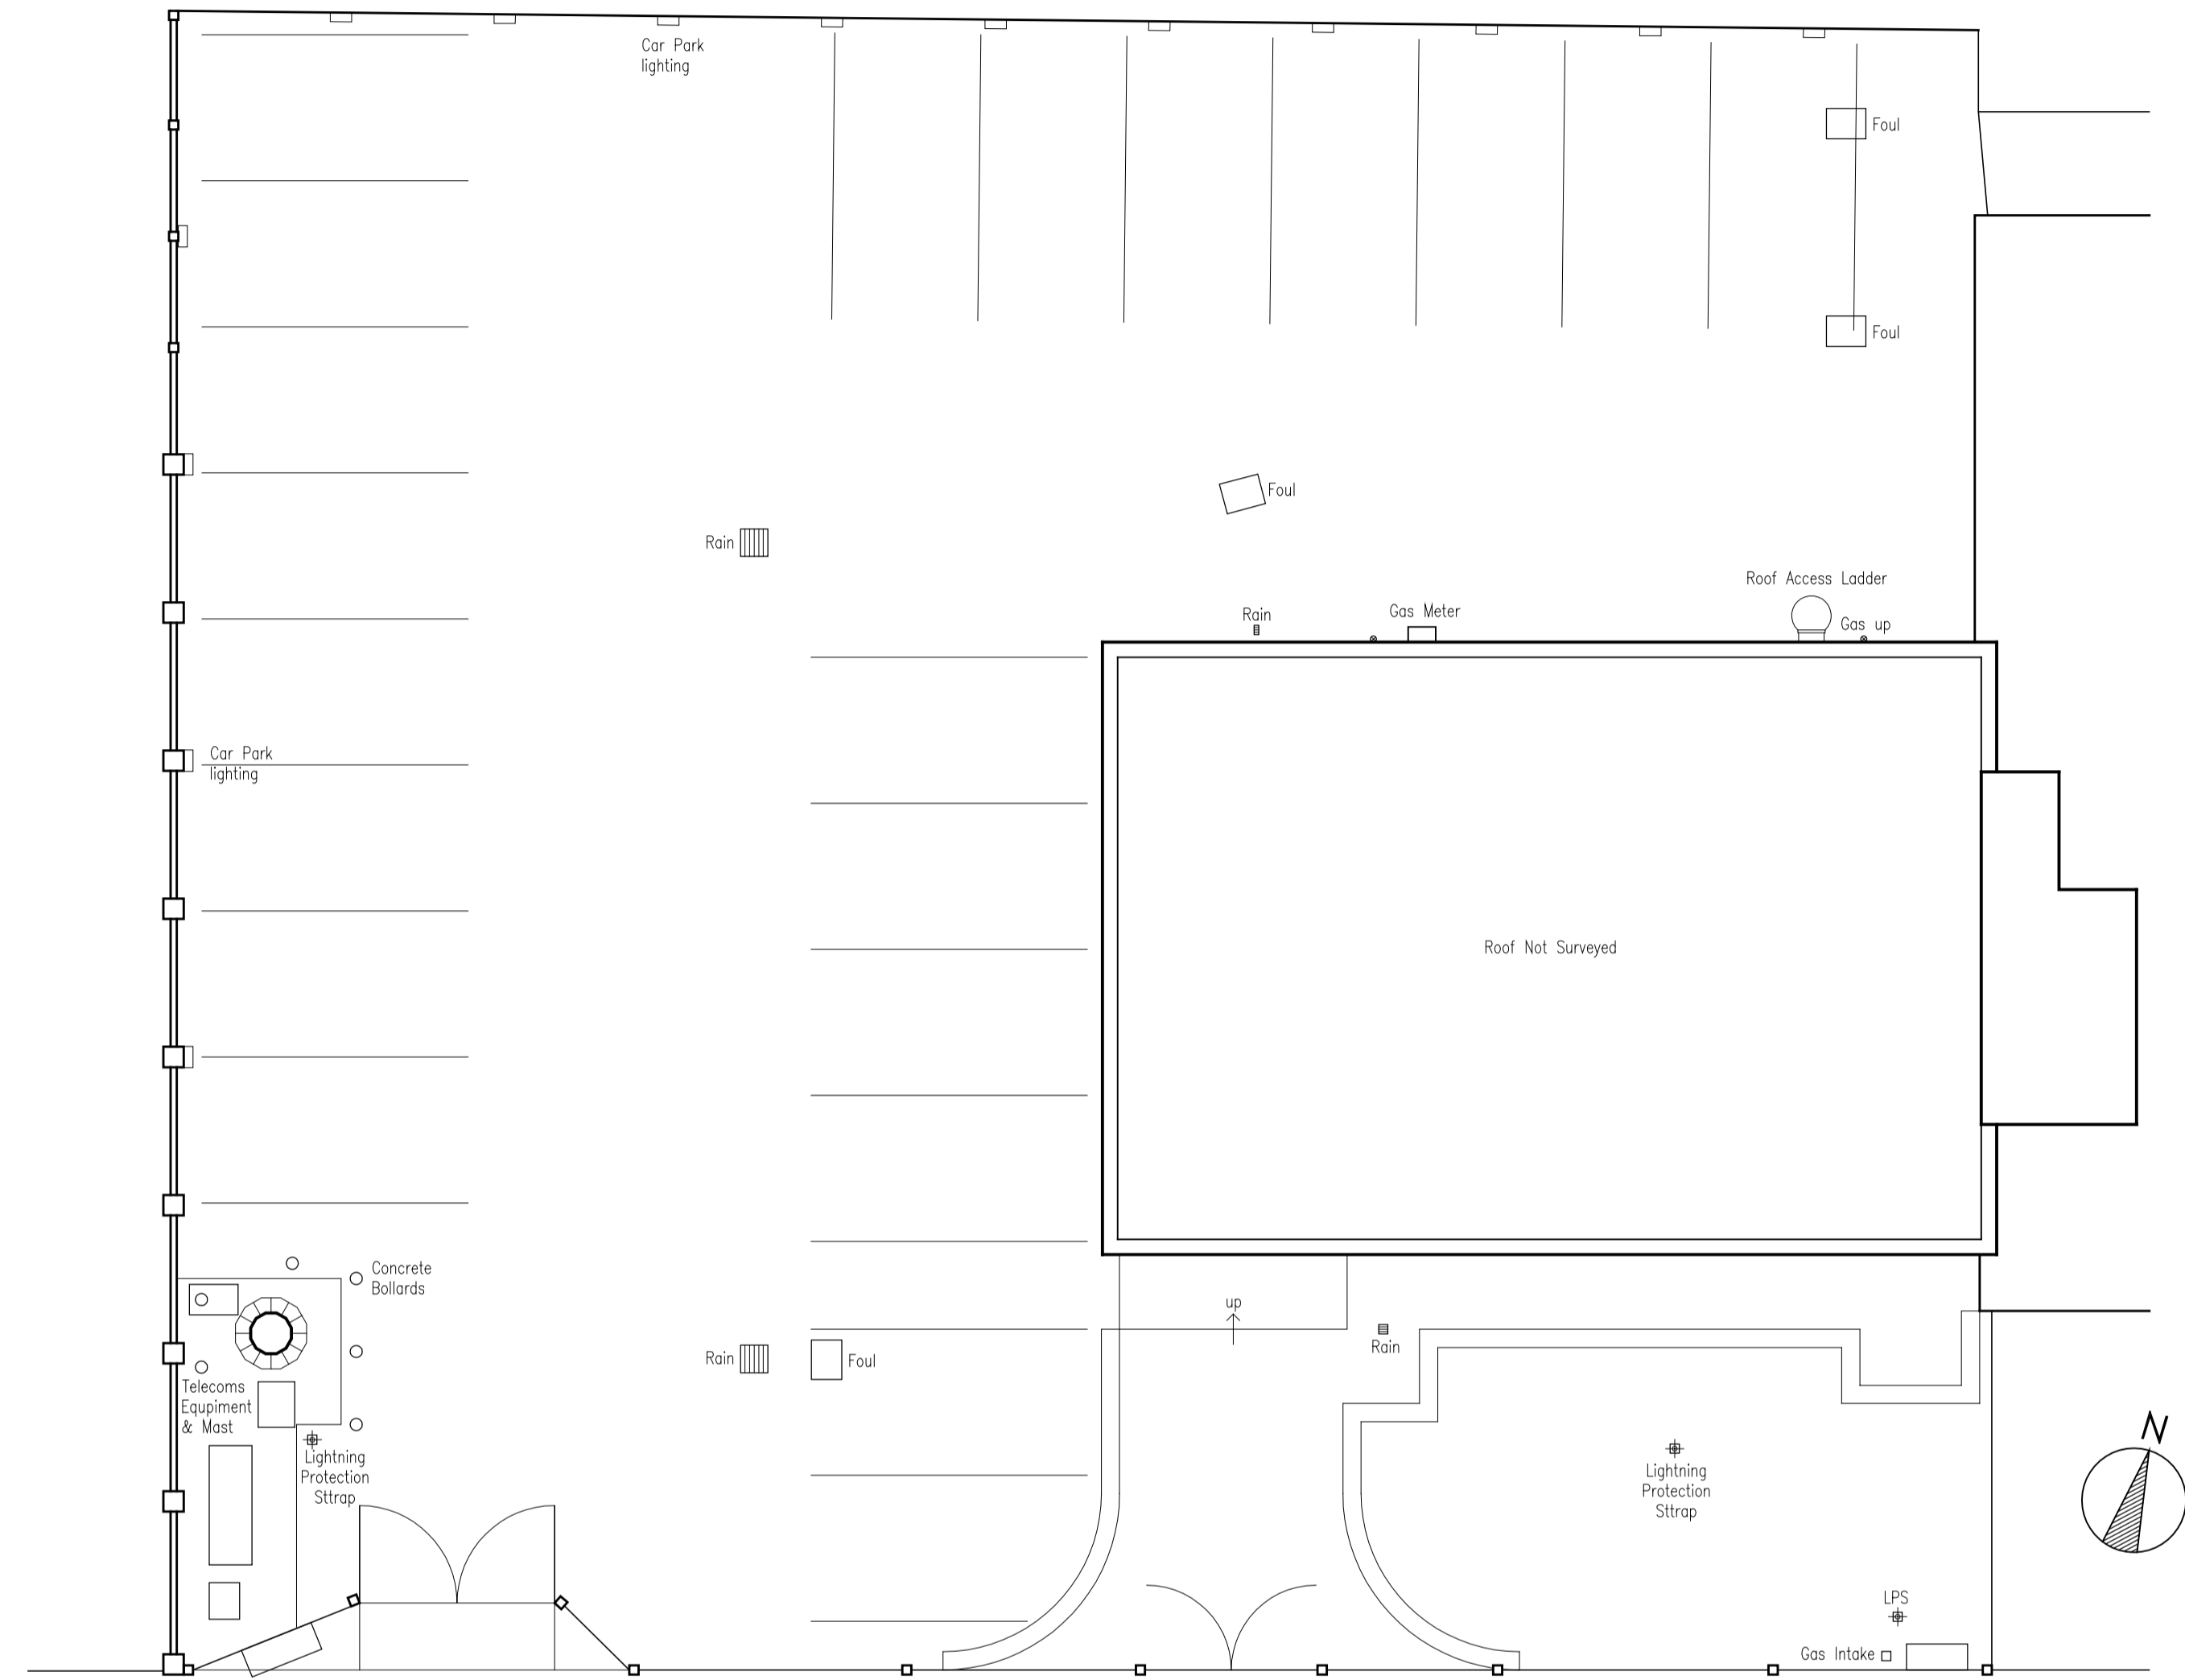 Car Park
lighting
Foul
Foul
Foul
Rain
Roof Access Ladder
Rain
Gas Meter
Gas up
Car Park
lighting
Roof Not Surveyed
Concrete
Bollards
up
Rain
Rain
Foul
Telecoms
Equpiment
& Mast
Lightning
Protection
Sttrap
Lightning
Protection
Sttrap
N
LPS
Gas Intake